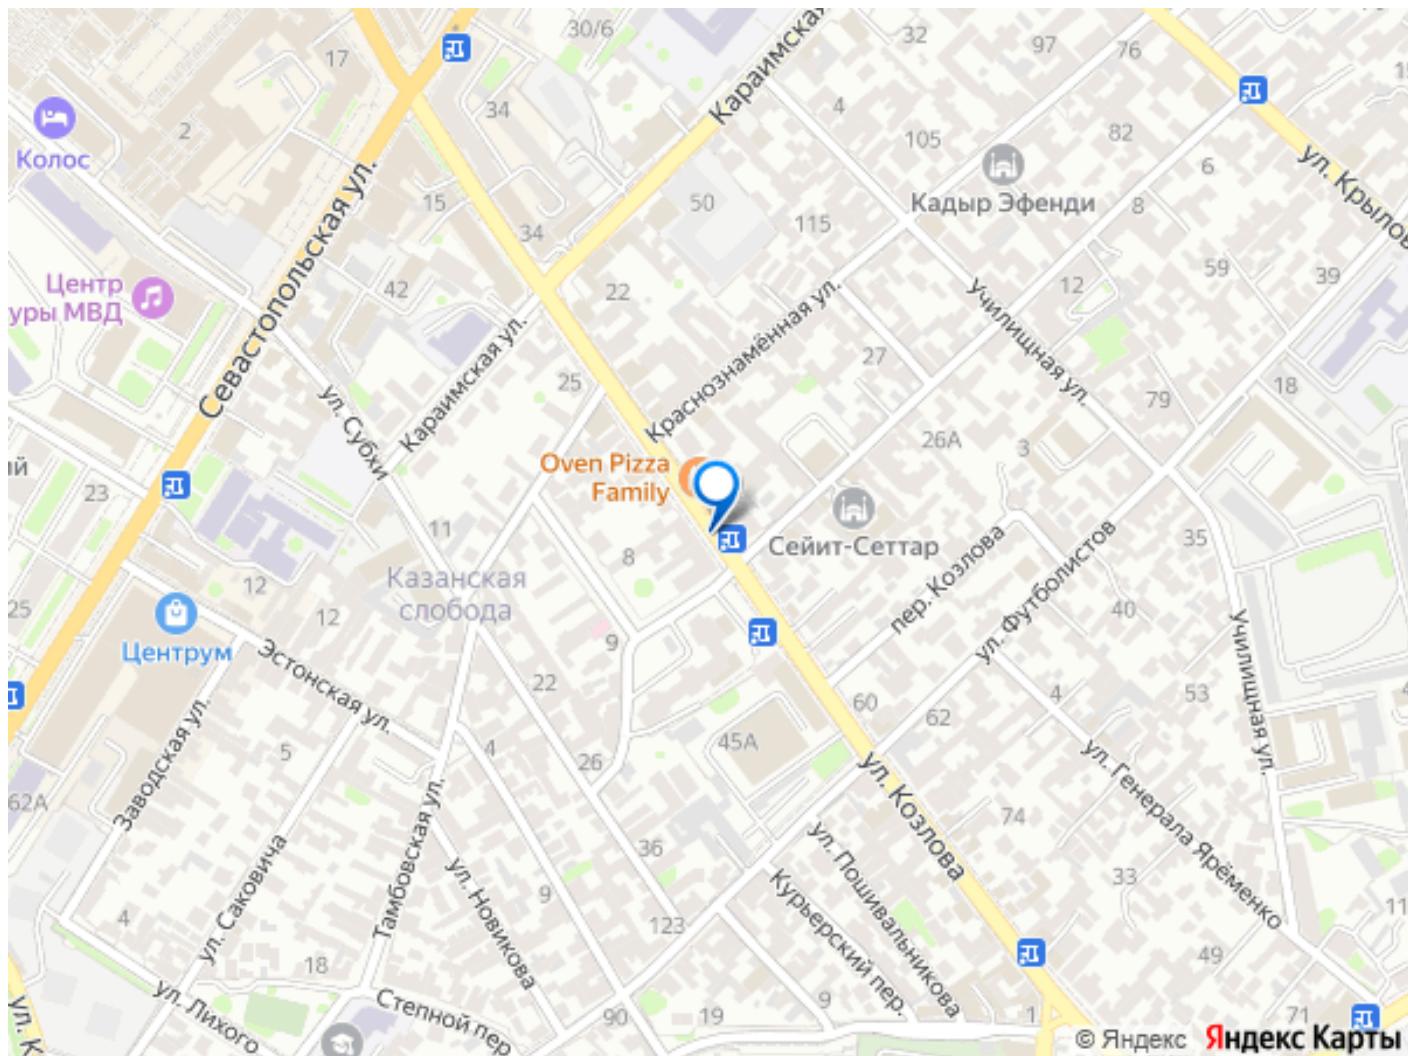 30/6
32
97
76
17
Караимская
34
4
2
105
82
Колос
6
ул. Крылов
Севастопольская ул.
50
Кадыр Эфенди
8
15
115
34
59
39
Центр
уры МВД
42
22
12
Училищная ул.
Краснознамённая ул.
Караимская ул.
27
25
18
79
ул. Субхи
26А
3
ий
Oven Pizza
Family
23
11
35
Сейит-Сеттар
пер. Козлова
ул. Футболистов
8
Казанская
слобода
12
12
25
40
Училищная ул.
Центрум
9
Эстонская ул.
22
53
4
60
62
Заводская ул.
5
4
45А
26
62А
ул. Козлова
ул. Генерала Ярёменко
Тамбовская ул.
74
ул. Саковича
36
ул. Пошивальникова
33
ул. Новикова
9
Курьерский пер.
4
123
11
49
18
ул. Лихого
Степной пер
9
90
19
1
71
ул. К
© Яндекс Яндекс Карты